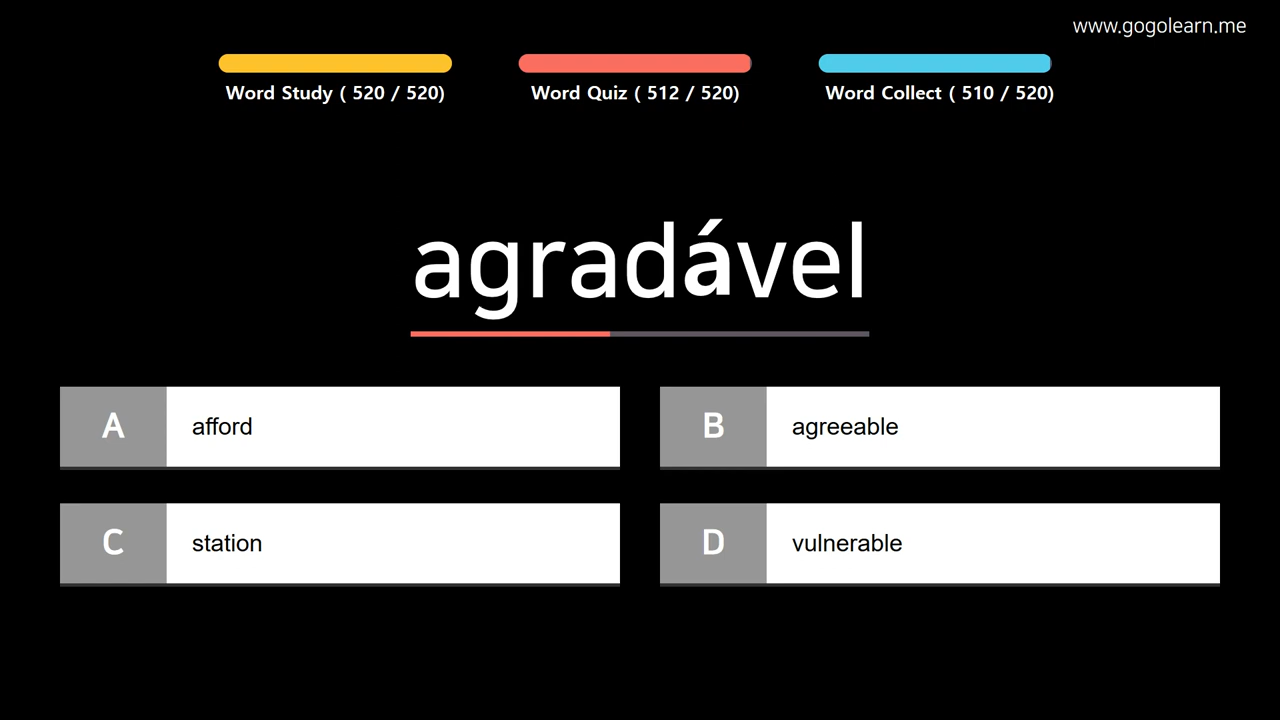 www.gogolearn.me
Word Study ( 520 / 520)
Word Quiz ( 512 / 520)
Word Collect ( 510 / 520)
agradável
A
afford
B
agreeable
C
station
D
vulnerable